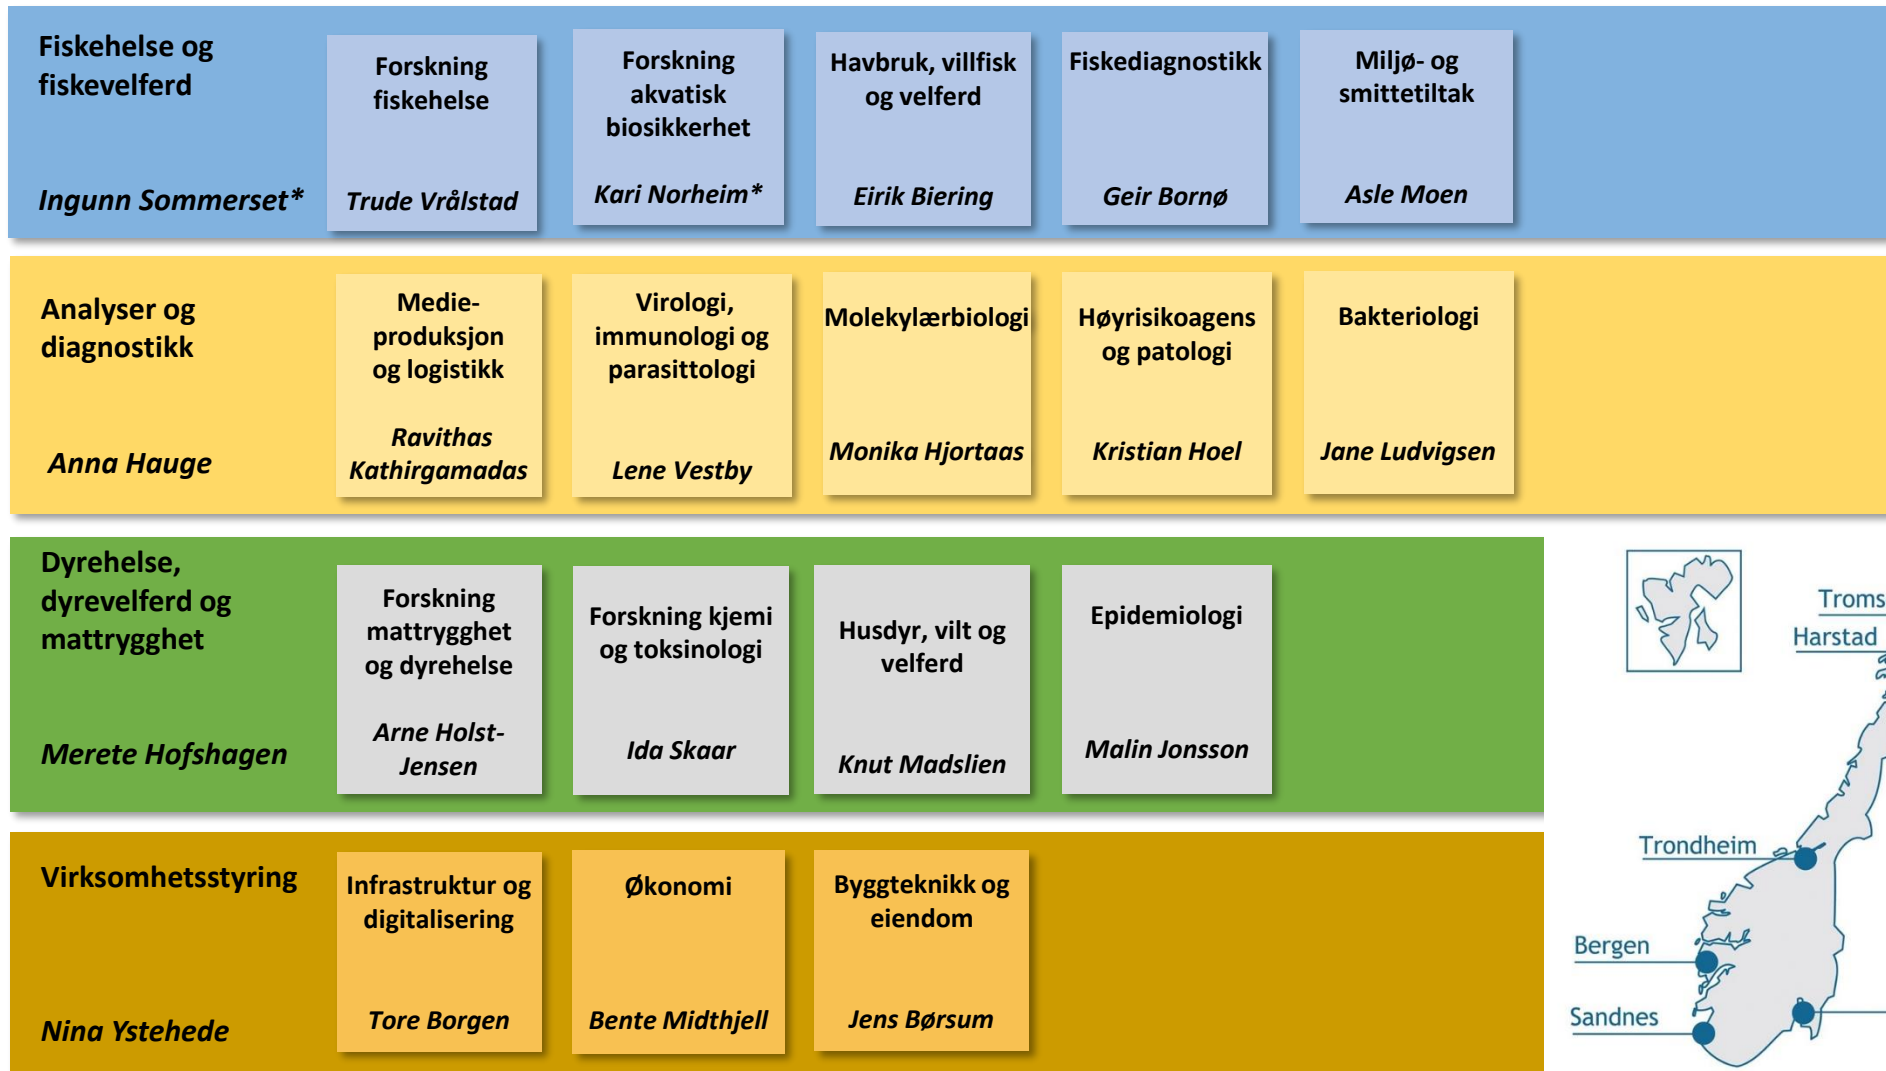 Fiskehelse og
fiskevelferd
Ingunn Sommerset*
Forskning
fiskehelse
Trude Vrålstad
Forskning
akvatisk
biosikkerhet
Kari Norheim*
Havbruk, villfisk
og velferd
Eirik Biering
Fiskediagnostikk
Geir Bornø
Miljø- og
smittetiltak
Asle Moen
Analyser og
diagnostikk
Anna Hauge
Medie-
produksjon
og logistikk
Ravithas
Kathirgamadas
Virologi,
immunologi og
parasittologi
Lene Vestby
Molekylærbiologi
Monika Hjortaas
Høyrisikoagens
og patologi
Kristian Hoel
Bakteriologi
Jane Ludvigsen
Dyrehelse,
dyrevelferd og
mattrygghet
Merete Hofshagen
Forskning
mattrygghet
og dyrehelse
Arne Holst-
Jensen
Forskning kjemi
og toksinologi
Ida Skaar
Husdyr, vilt og
velferd
Knut Madslien
Epidemiologi
Malin Jonsson
Virksomhetsstyring
Nina Ystehede
Infrastruktur og
digitalisering
Tore Borgen
Økonomi
Bente Midthjell
Byggteknikk og
eiendom
Jens Børsum
Troms
Harstad
Trondheim
Bergen
Sandnes